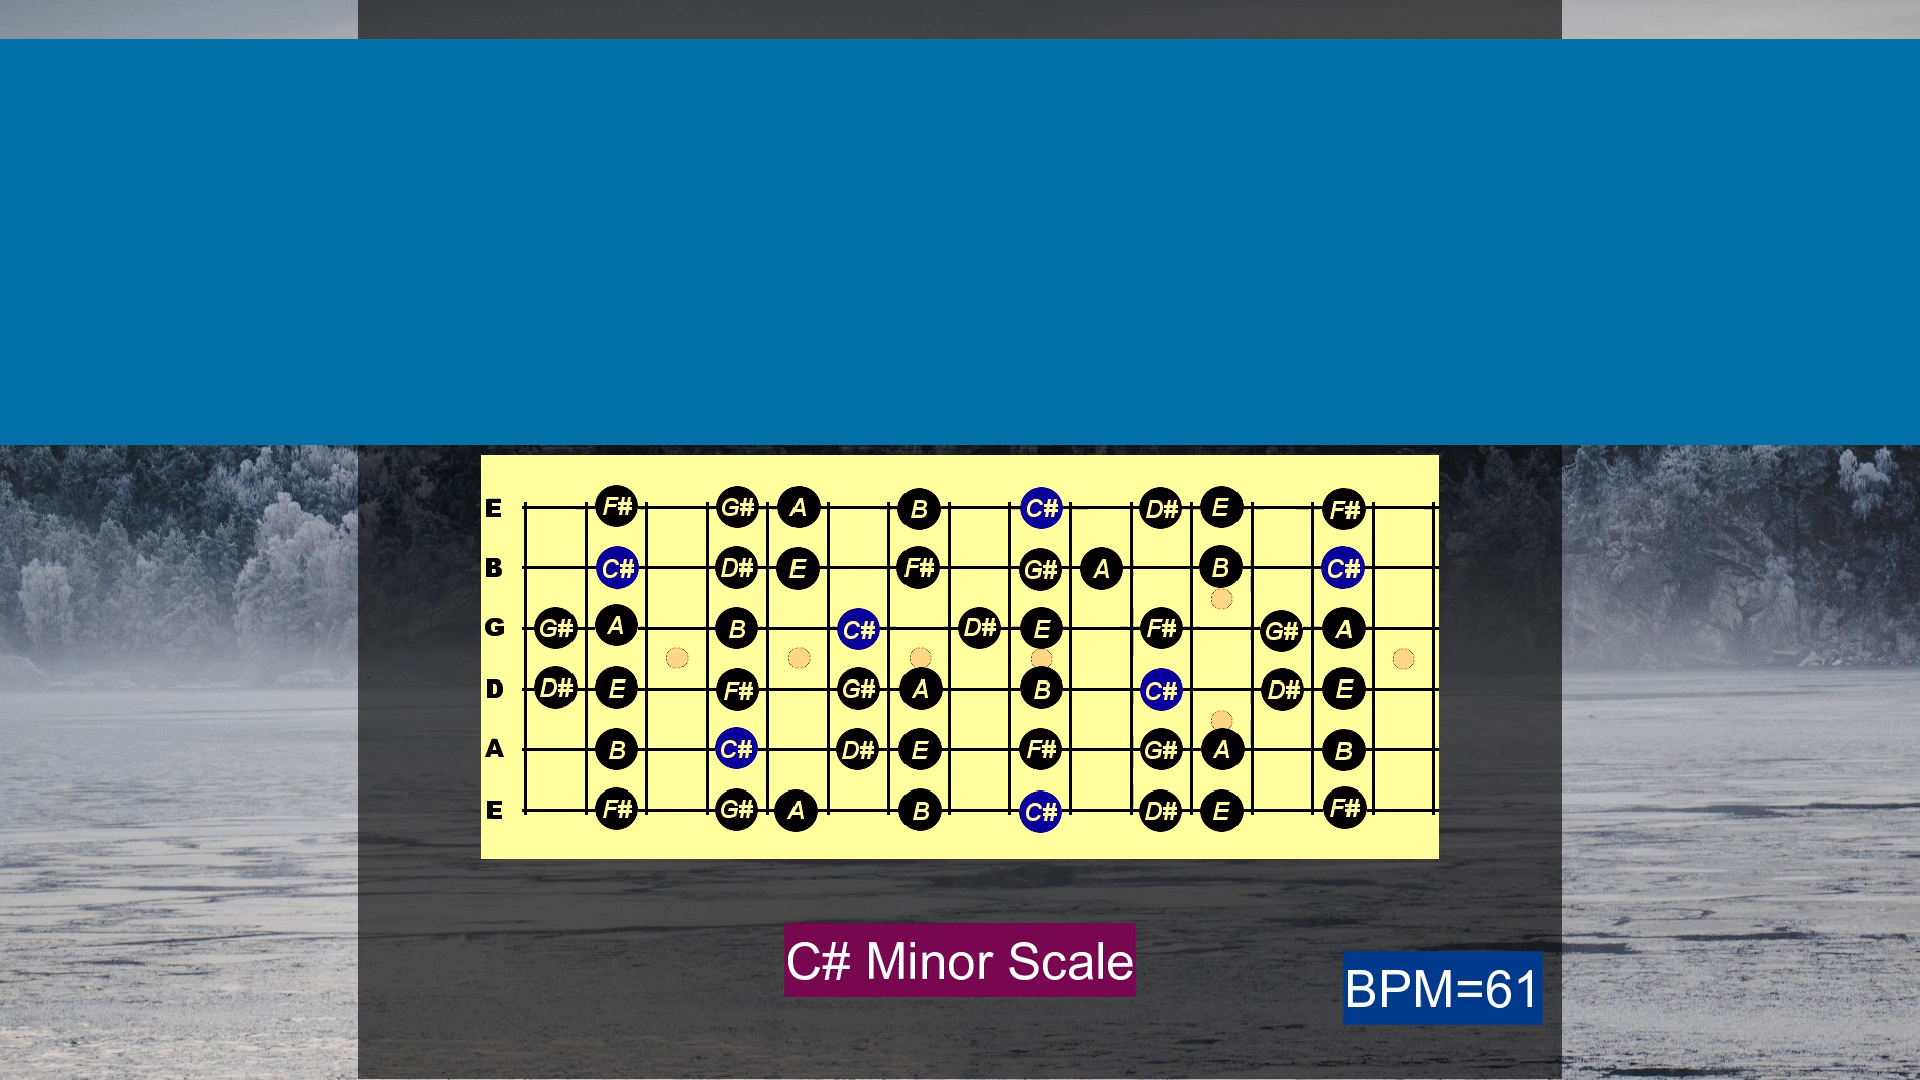 E F# G# A B C# D# E F#
B C# D# E F# G# A B C#
G G# A B C# D# E F# G# A
D D# E F# G# A B C# D# E
A B C# D# E F# G# A B
E F# G# A B C# D# E F#
C# Minor Scale
BPM=61